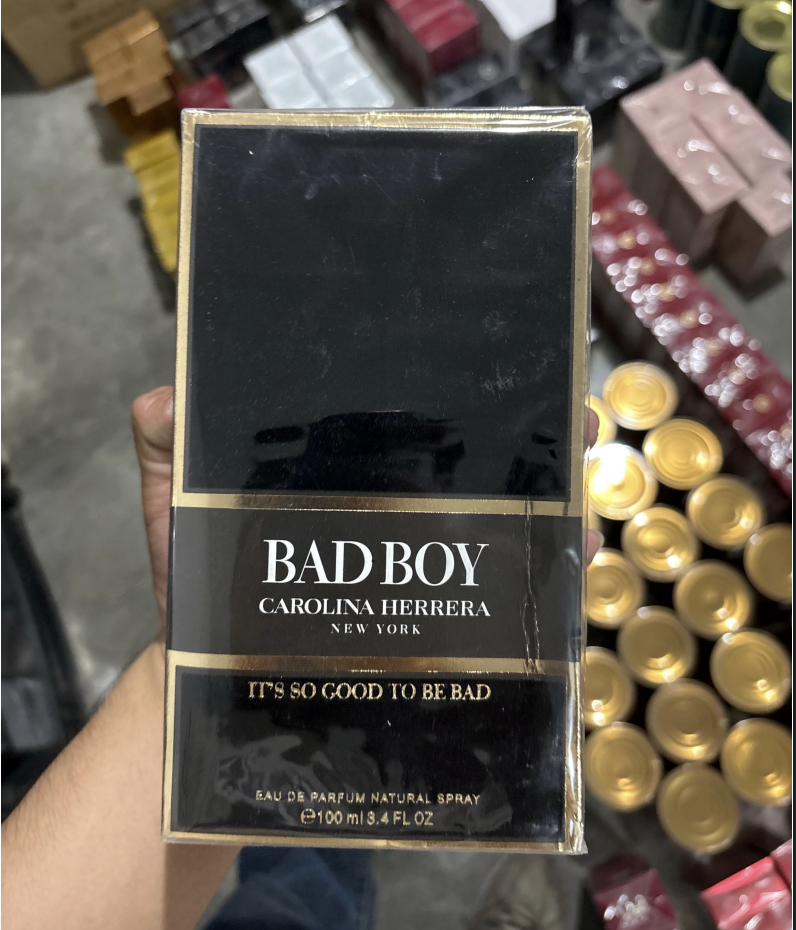 BAD BOY
CAROLINA HERRERA
NEW YORK
IT'S SO GOOD TO BE BAD
EAU DE PARFUM NATURAL SPRAY
℮100 ml 3.4 FL OZ